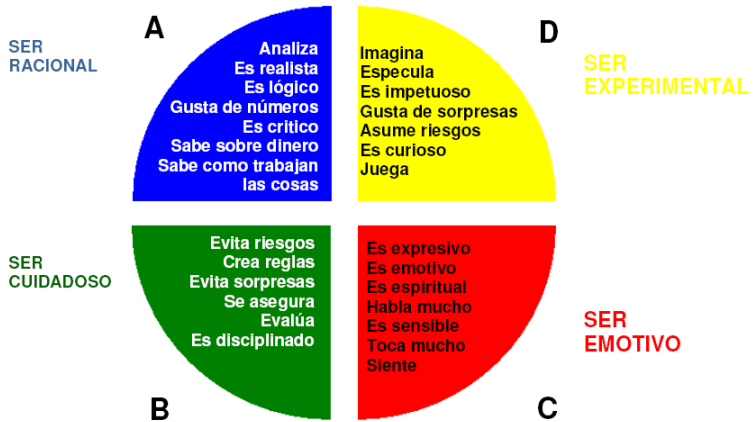 A
SER
RACIONAL
Analiza
Es realista
Es lógico
Gusta de números
Es critico
Sabe sobre dinero
Sabe como trabajan
las cosas
D
SER
EXPERIMENTAL
Imagina
Especula
Es impetuoso
Gusta de sorpresas
Asume riesgos
Es curioso
Juega
SER
CUIDADOSO
Evita riesgos
Crea reglas
Evita sorpresas
Se asegura
Evalúa
Es disciplinado
B
Es expresivo
Es emotivo
Es espiritual
Habla mucho
Es sensible
Toca mucho
Siente
SER
EMOTIVO
C